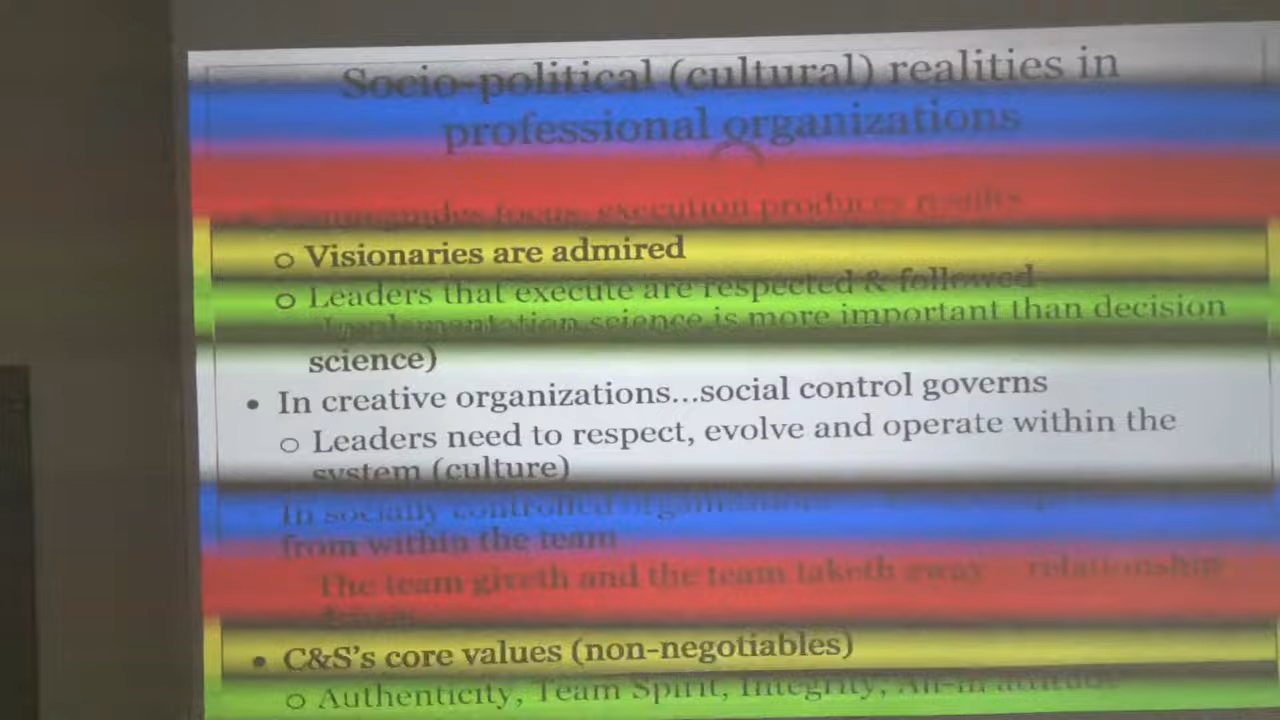 Socio-political (cultural) realities in
professional organizations
focus, execution produces results
○ Visionaries are admired
○ Leaders that execute are respected & followed
Implementation science is more important than decision
science)
• In creative organizations...social control governs
○ Leaders need to respect, evolve and operate within the
system (culture)
In socially controlled organizations
from within the team
The team giveth and the team taketh away relationship
• C&S's core values (non-negotiables)
○ Authenticity, Team Spirit, Integrity, All-in attitude